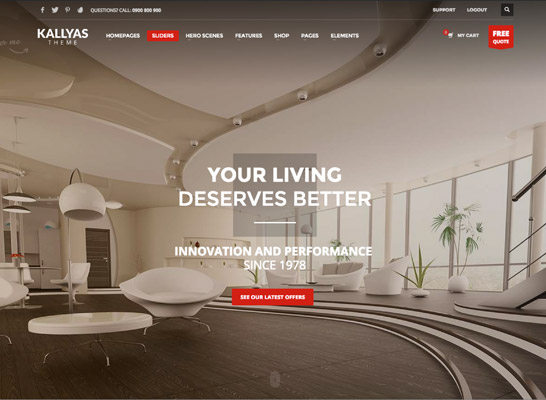 QUESTIONS? CALL: 0900 800 900
SUPPORT
LOGOUT
KALLYAS
THEME
HOMEPAGES
SLIDERS
HERO SCENES
FEATURES
SHOP
PAGES
ELEMENTS
MY CART
FREE
QUOTE
YOUR LIVING
DESERVES BETTER
INNOVATION AND PERFORMANCE
SINCE 1978
SEE OUR LATEST OFFERS